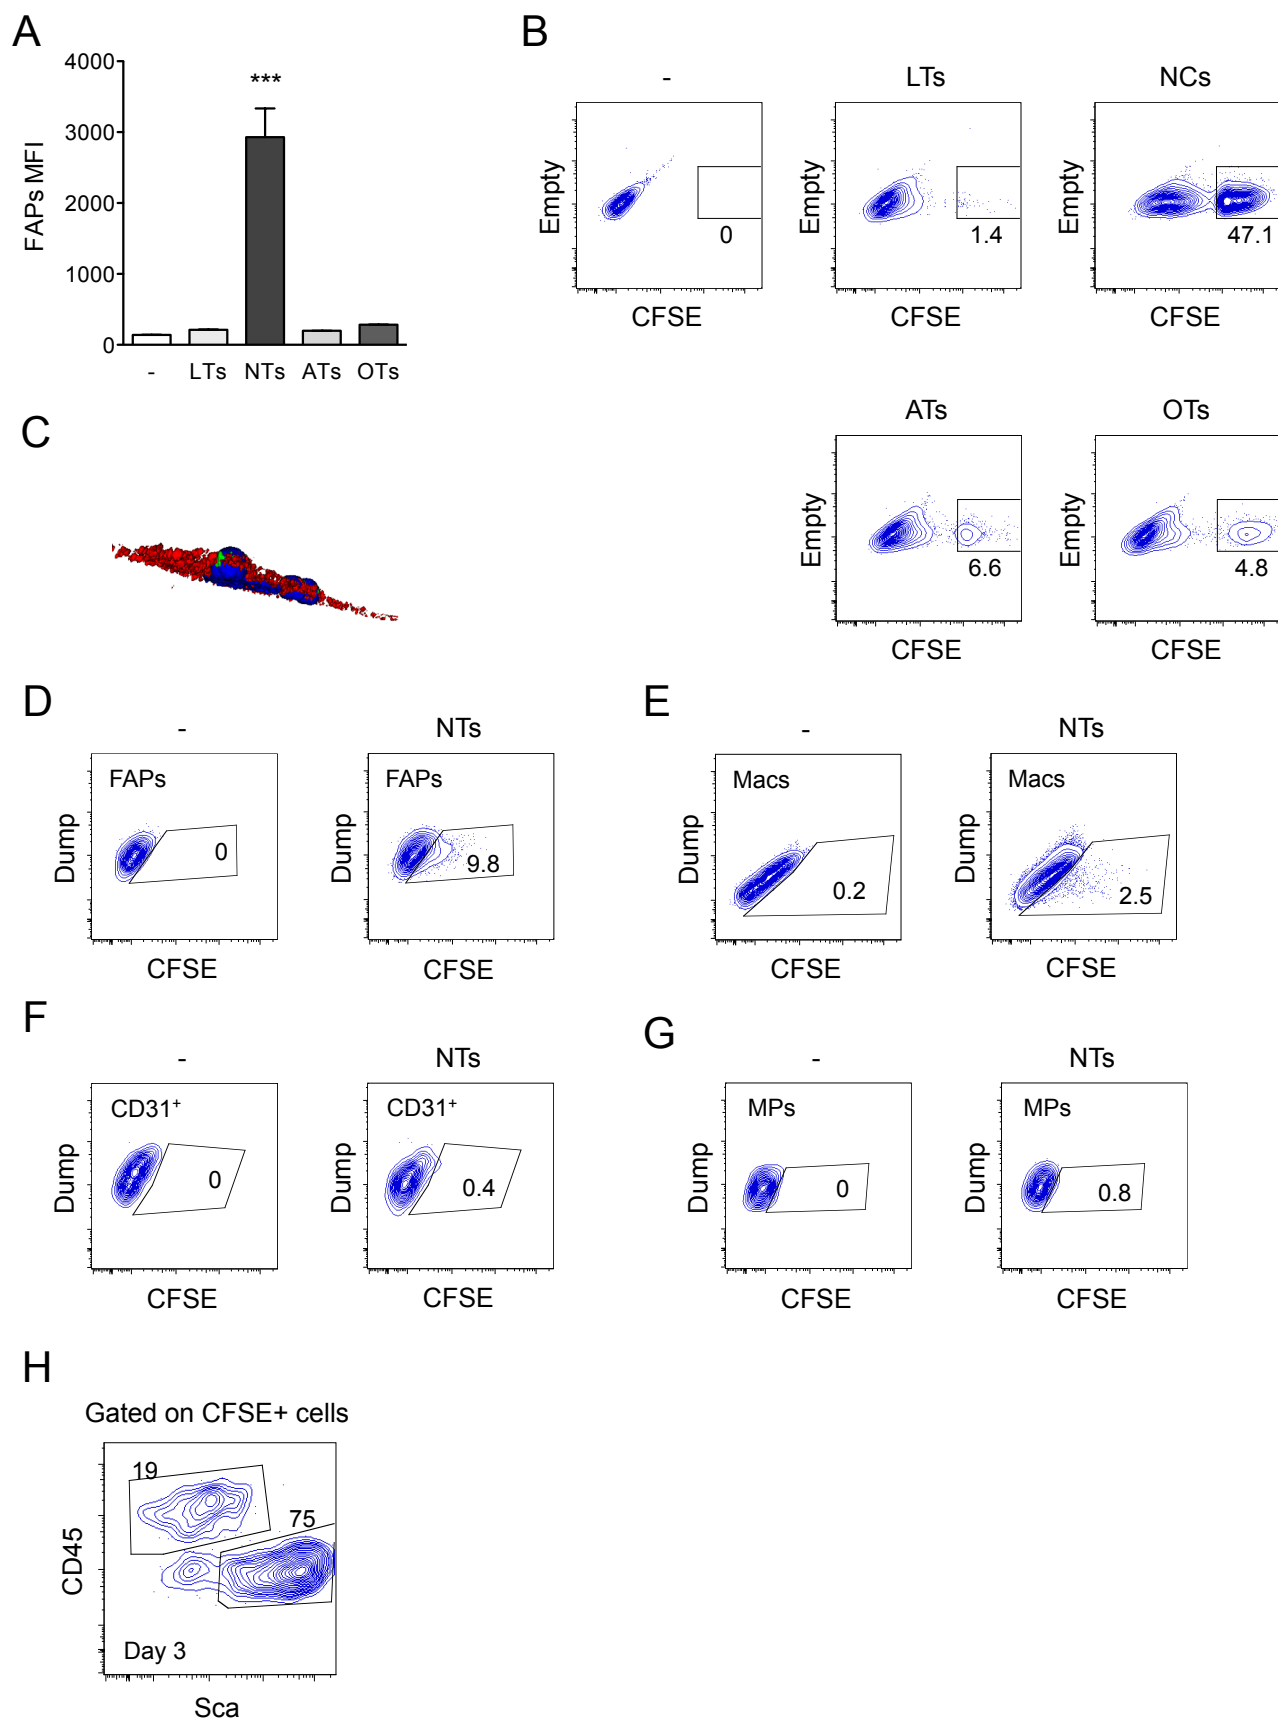 A
4000
3000
2000
1000
0
FAPs MFI
***
- LTs NTs ATs OTs
B
- LTs NCs
Empty Empty Empty
0 1.4 47.1
CFSE CFSE CFSE
ATs OTs
Empty Empty
6.6 4.8
CFSE CFSE
C
D
- NTs
FAPs FAPs
Dump Dump
0 9.8
CFSE CFSE
E
- NTs
Macs Macs
Dump Dump
0.2 2.5
CFSE CFSE
F
- NTs
CD31⁺ CD31⁺
Dump Dump
0 0.4
CFSE CFSE
G
- NTs
MPs MPs
Dump Dump
0 0.8
CFSE CFSE
H
Gated on CFSE+ cells
19
75
CD45
Day 3
Sca